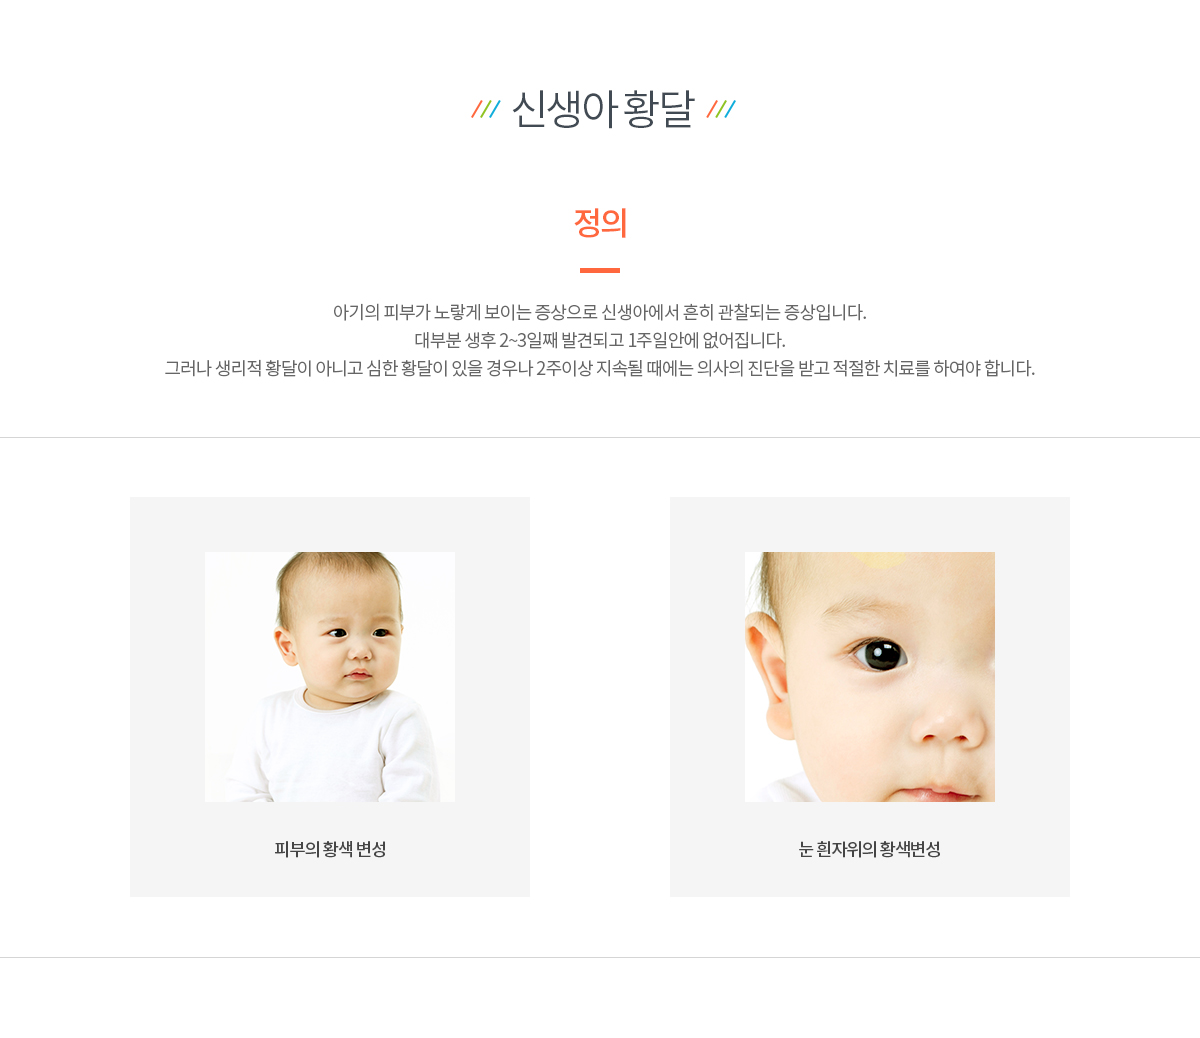 신생아 황달
정의
아기의 피부가 노랗게 보이는 증상으로 신생아에서 흔히 관찰되는 증상입니다.
대부분 생후 2~3일째 발견되고 1주일안에 없어집니다.
그러나 생리적 황달이 아니고 심한 황달이 있을 경우나 2주이상 지속될 때에는 의사의 진단을 받고 적절한 치료를 하여야 합니다.
피부의 황색 변성
눈 흰자위의 황색변성